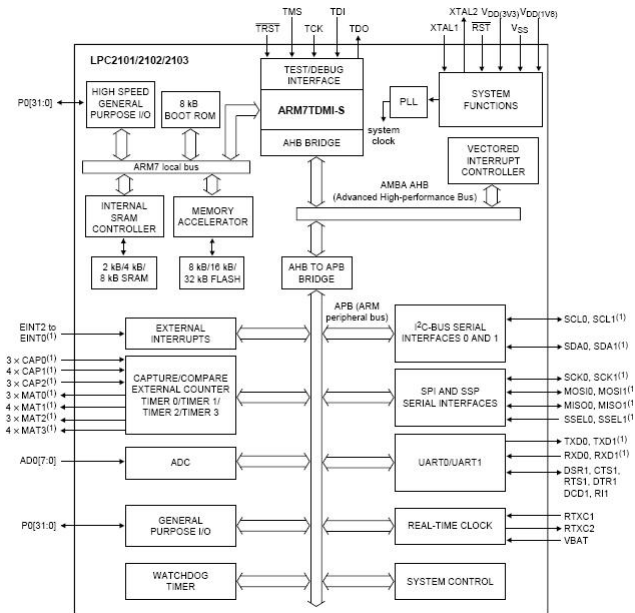 XTAL2 VDD(3V3) VDD(1V8)
TMS TDI
TRST TCK TDO
XTAL1 RST VSS
LPC2101/2102/2103
P0[31:0]
HIGH SPEED
GENERAL
PURPOSE I/O
8 kB
BOOT ROM
TEST/DEBUG
INTERFACE
ARM7TDMI-S
AHB BRIDGE
PLL
system
clock
SYSTEM
FUNCTIONS
ARM7 local bus
VECTORED
INTERRUPT
CONTROLLER
AMBA AHB
(Advanced High-performance Bus)
INTERNAL
SRAM
CONTROLLER
MEMORY
ACCELERATOR
2 kB/4 kB/
8 kB SRAM
8 kB/16 kB/
32 kB FLASH
AHB TO APB
BRIDGE
APB (ARM
peripheral bus)
EINT2 to
EINT0(1)
EXTERNAL
INTERRUPTS
I2C-BUS SERIAL
INTERFACES 0 AND 1
SCL0, SCL1(1)
SDA0, SDA1(1)
3 × CAP0(1)
4 × CAP1(1)
3 × CAP2(1)
3 × MAT0(1)
4 × MAT1(1)
3 × MAT2(1)
4 × MAT3(1)
CAPTURE/COMPARE
EXTERNAL COUNTER
TIMER 0/TIMER 1/
TIMER 2/TIMER 3
SPI AND SSP
SERIAL INTERFACES
SCK0, SCK1(1)
MOSI0, MOSI1(1)
MISO0, MISO1(1)
SSEL0, SSEL1(1)
AD0[7:0]
ADC
UART0/UART1
TXD0, TXD1(1)
RXD0, RXD1(1)
DSR1, CTS1,
RTS1, DTR1
DCD1, RI1
P0[31:0]
GENERAL
PURPOSE I/O
REAL-TIME CLOCK
RTXC1
RTXC2
VBAT
WATCHDOG
TIMER
SYSTEM CONTROL